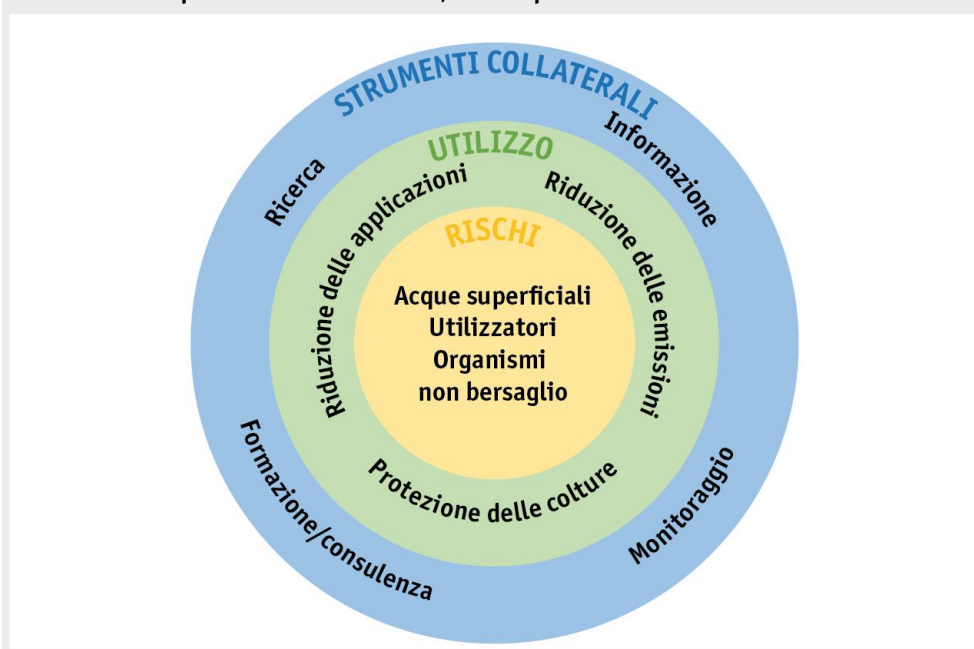 STRUMENTI COLLATERALI
Ricerca
Informazione
Formazione/consulenza
Monitoraggio
UTILIZZO
Riduzione delle applicazioni
Riduzione delle emissioni
Protezione delle colture
RISCHI
Acque superficiali
Utilizzatori
Organismi
non bersaglio